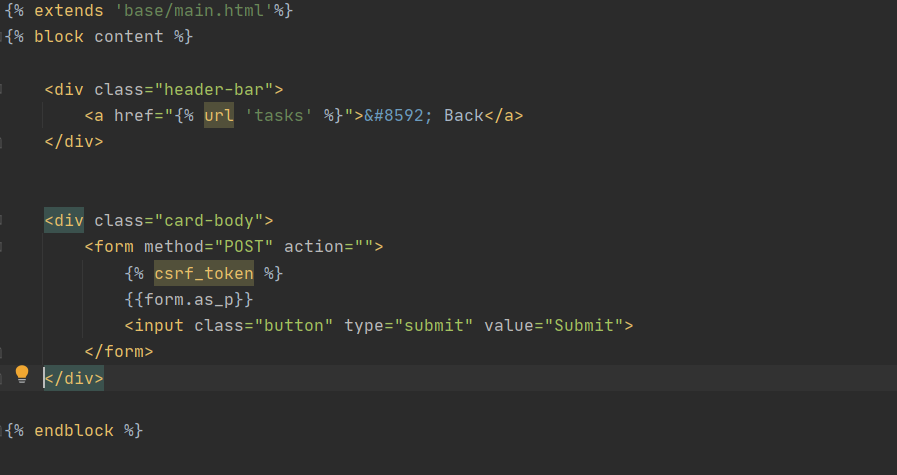 {% extends 'base/main.html'%}
{% block content %}
<div class="header-bar">
<a href="{% url 'tasks' %}">&#8592; Back</a>
</div>
<div class="card-body">
<form method="POST" action="">
{% csrf_token %}
{{form.as_p}}
<input class="button" type="submit" value="Submit">
</form>
</div>
{% endblock %}